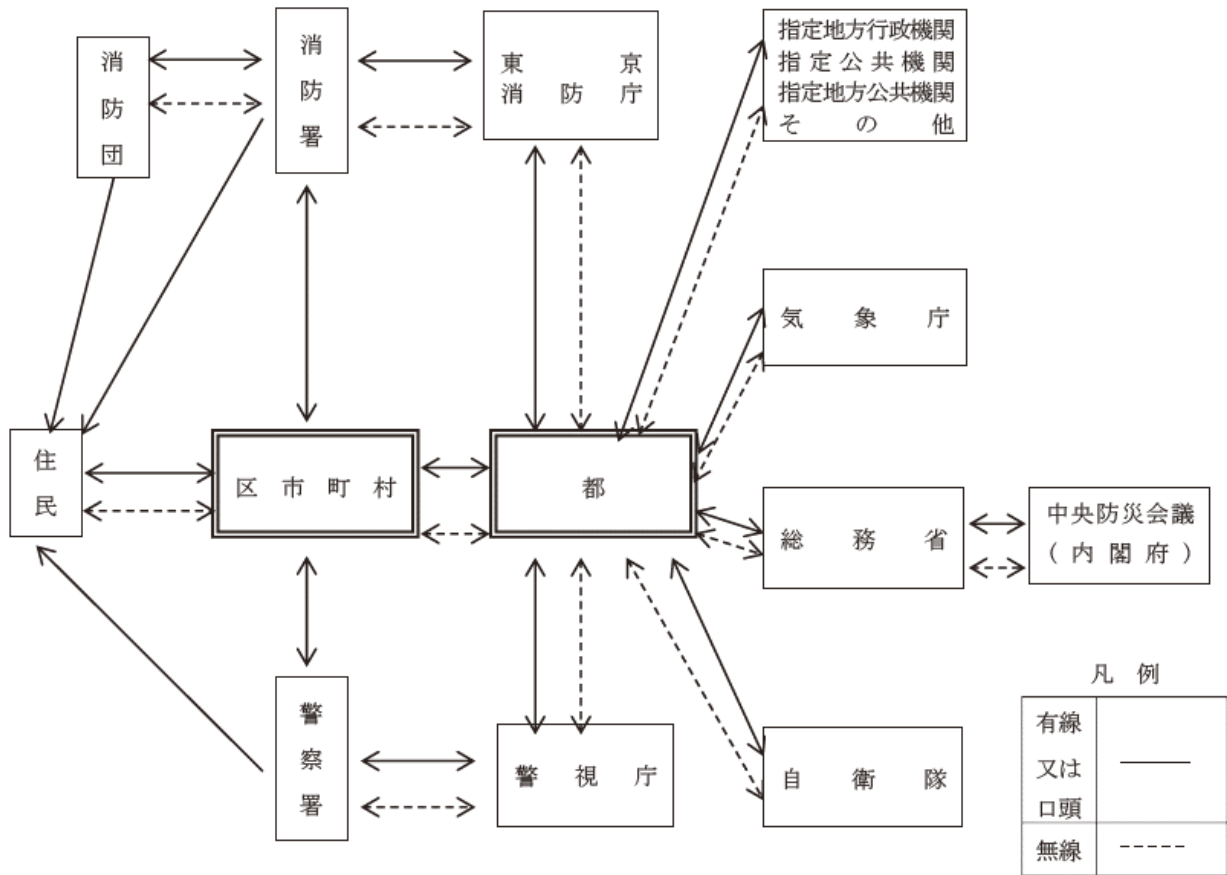 消防団
消防署
東京
消防庁
指定地方行政機関
指定公共機関
指定地方公共機関
その他
気象庁
住民
区市町村
都
総務省
中央防災会議
（内閣府）
警察署
警視庁
自衛隊
凡例
有線
又は
口頭
無線